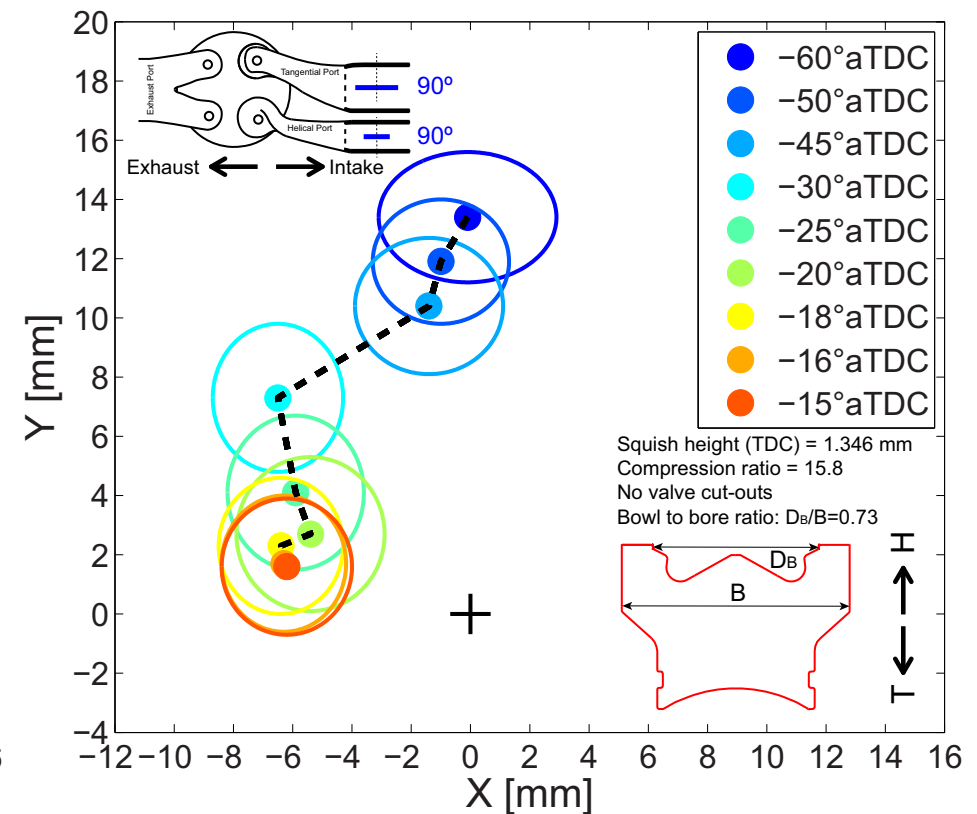 20
18
16
14
12
10
8
6
4
2
0
−2
−4
−12
−10
−8
−6
−4
−2
0
2
4
6
8
10
12
14
16
Y [mm]
X [mm]
Exhaust Port
Tangential Port
Helical Port
90º
90º
Exhaust
Intake
−60°aTDC
−50°aTDC
−45°aTDC
−30°aTDC
−25°aTDC
−20°aTDC
−18°aTDC
−16°aTDC
−15°aTDC
Squish height (TDC) = 1.346 mm
Compression ratio = 15.8
No valve cut-outs
Bowl to bore ratio: DB/B=0.73
DB
B
H
T
6